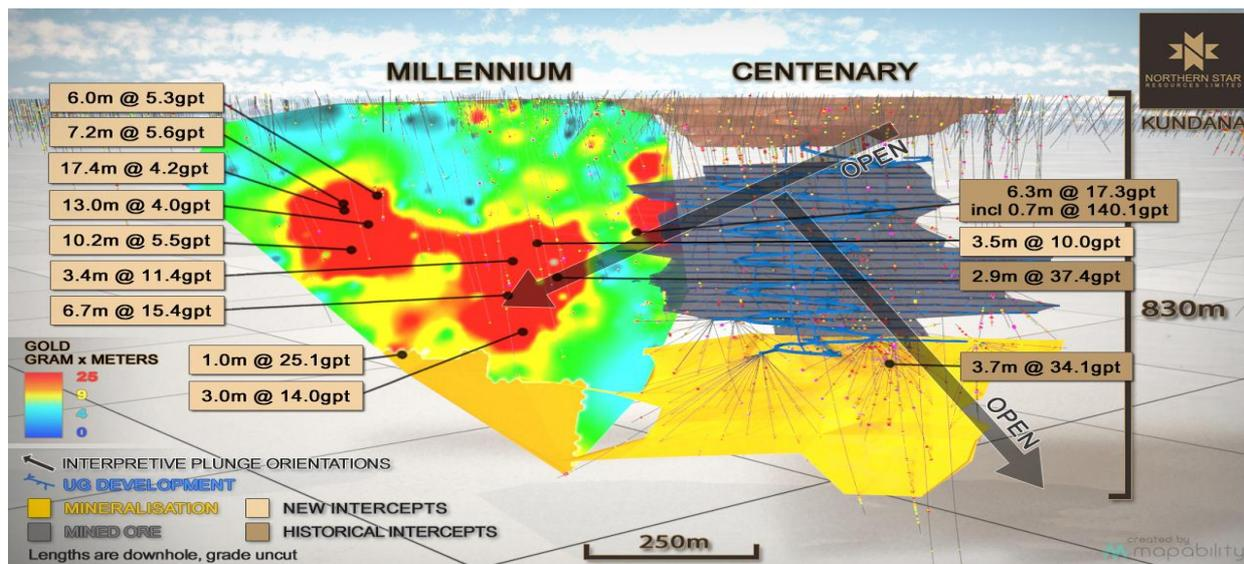 MILLENNIUM
CENTENARY
NORTHERN STAR
RESOURCES LIMITED
KUNDANA
6.0m @ 5.3gpt
7.2m @ 5.6gpt
17.4m @ 4.2gpt
13.0m @ 4.0gpt
10.2m @ 5.5gpt
3.4m @ 11.4gpt
6.7m @ 15.4gpt
1.0m @ 25.1gpt
3.0m @ 14.0gpt
OPEN
6.3m @ 17.3gpt
incl 0.7m @ 140.1gpt
3.5m @ 10.0gpt
2.9m @ 37.4gpt
3.7m @ 34.1gpt
830m
OPEN
GOLD
GRAM x METERS
25
9
4
0
INTERPRETIVE PLUNGE ORIENTATIONS
UG DEVELOPMENT
MINERALISATION
NEW INTERCEPTS
MINED ORE
HISTORICAL INTERCEPTS
Lengths are downhole, grade uncut
250m
created by
mapability